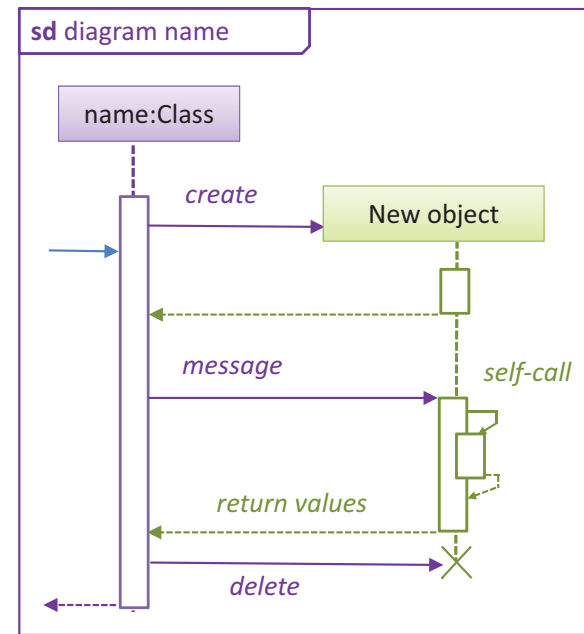 sd diagram name
name:Class
create
New object
message
self-call
return values
delete